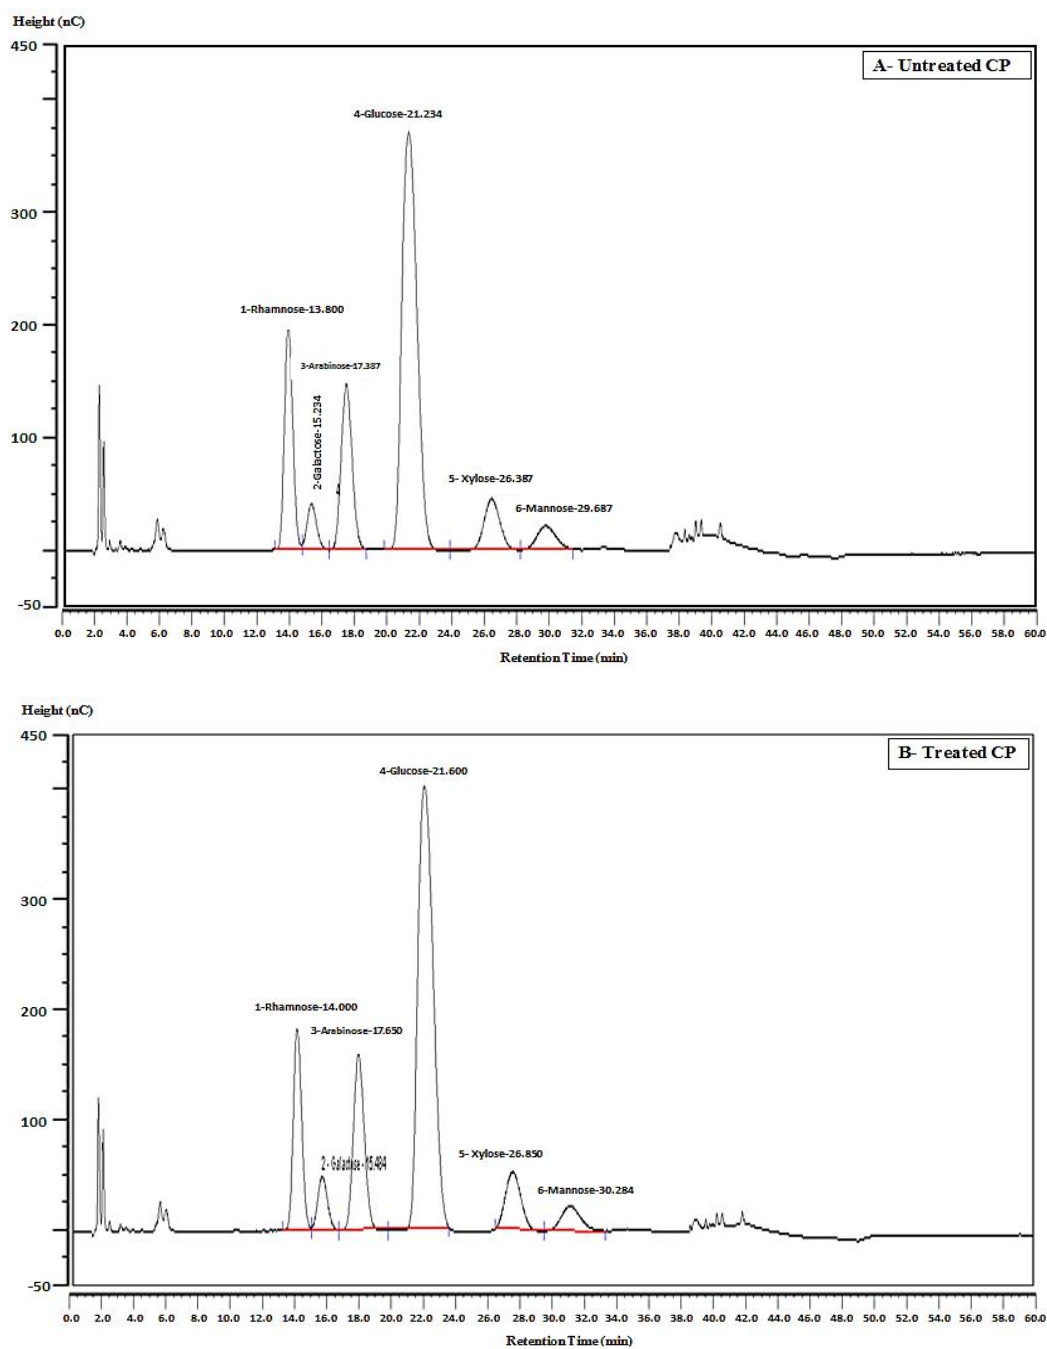 Height (nC)
450
A- Untreated CP
4-Glucose-21.234
300
1-Rhamnose-13.800
200
3-Arabinose-17.387
2-Galactose-15.234
100
5- Xylose-26.387
6-Mannose-29.687
-50
0.0 2.0 4.0 6.0 8.0 10.0 12.0 14.0 16.0 18.0 20.0 22.0 24.0 26.0 28.0 30.0 32.0 34.0 36.0 38.0 40.0 42.0 44.0 46.0 48.0 50.0 52.0 54.0 56.0 58.0 60.0
Retention Time (min)
Height (nC)
450
B- Treated CP
4-Glucose-21.600
300
1-Rhamnose-14.000
200
3-Arabinose-17.650
100
2 - Galactose - 15.484
5- Xylose-26.850
6-Mannose-30.284
-50
0.0 2.0 4.0 6.0 8.0 10.0 12.0 14.0 16.0 18.0 20.0 22.0 24.0 26.0 28.0 30.0 32.0 34.0 36.0 38.0 40.0 42.0 44.0 46.0 48.0 50.0 52.0 54.0 56.0 58.0 60.0
Retention Time (min)